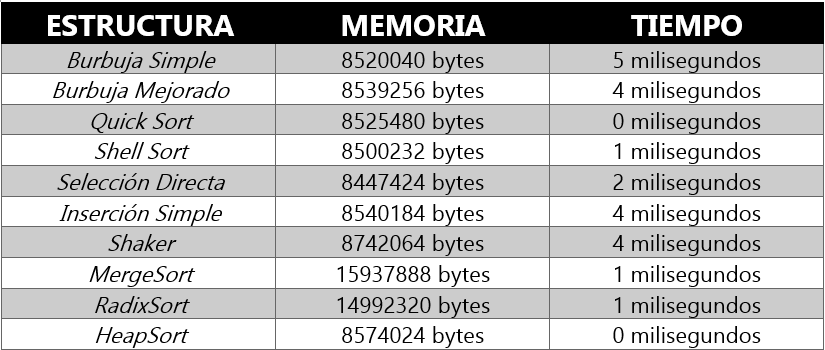 ESTRUCTURA MEMORIA TIEMPO
Burbuja Simple 8520040 bytes 5 milisegundos
Burbuja Mejorado 8539256 bytes 4 milisegundos
Quick Sort 8525480 bytes 0 milisegundos
Shell Sort 8500232 bytes 1 milisegundos
Selección Directa 8447424 bytes 2 milisegundos
Inserción Simple 8540184 bytes 4 milisegundos
Shaker 8742064 bytes 4 milisegundos
MergeSort 15937888 bytes 1 milisegundos
RadixSort 14992320 bytes 1 milisegundos
HeapSort 8574024 bytes 0 milisegundos